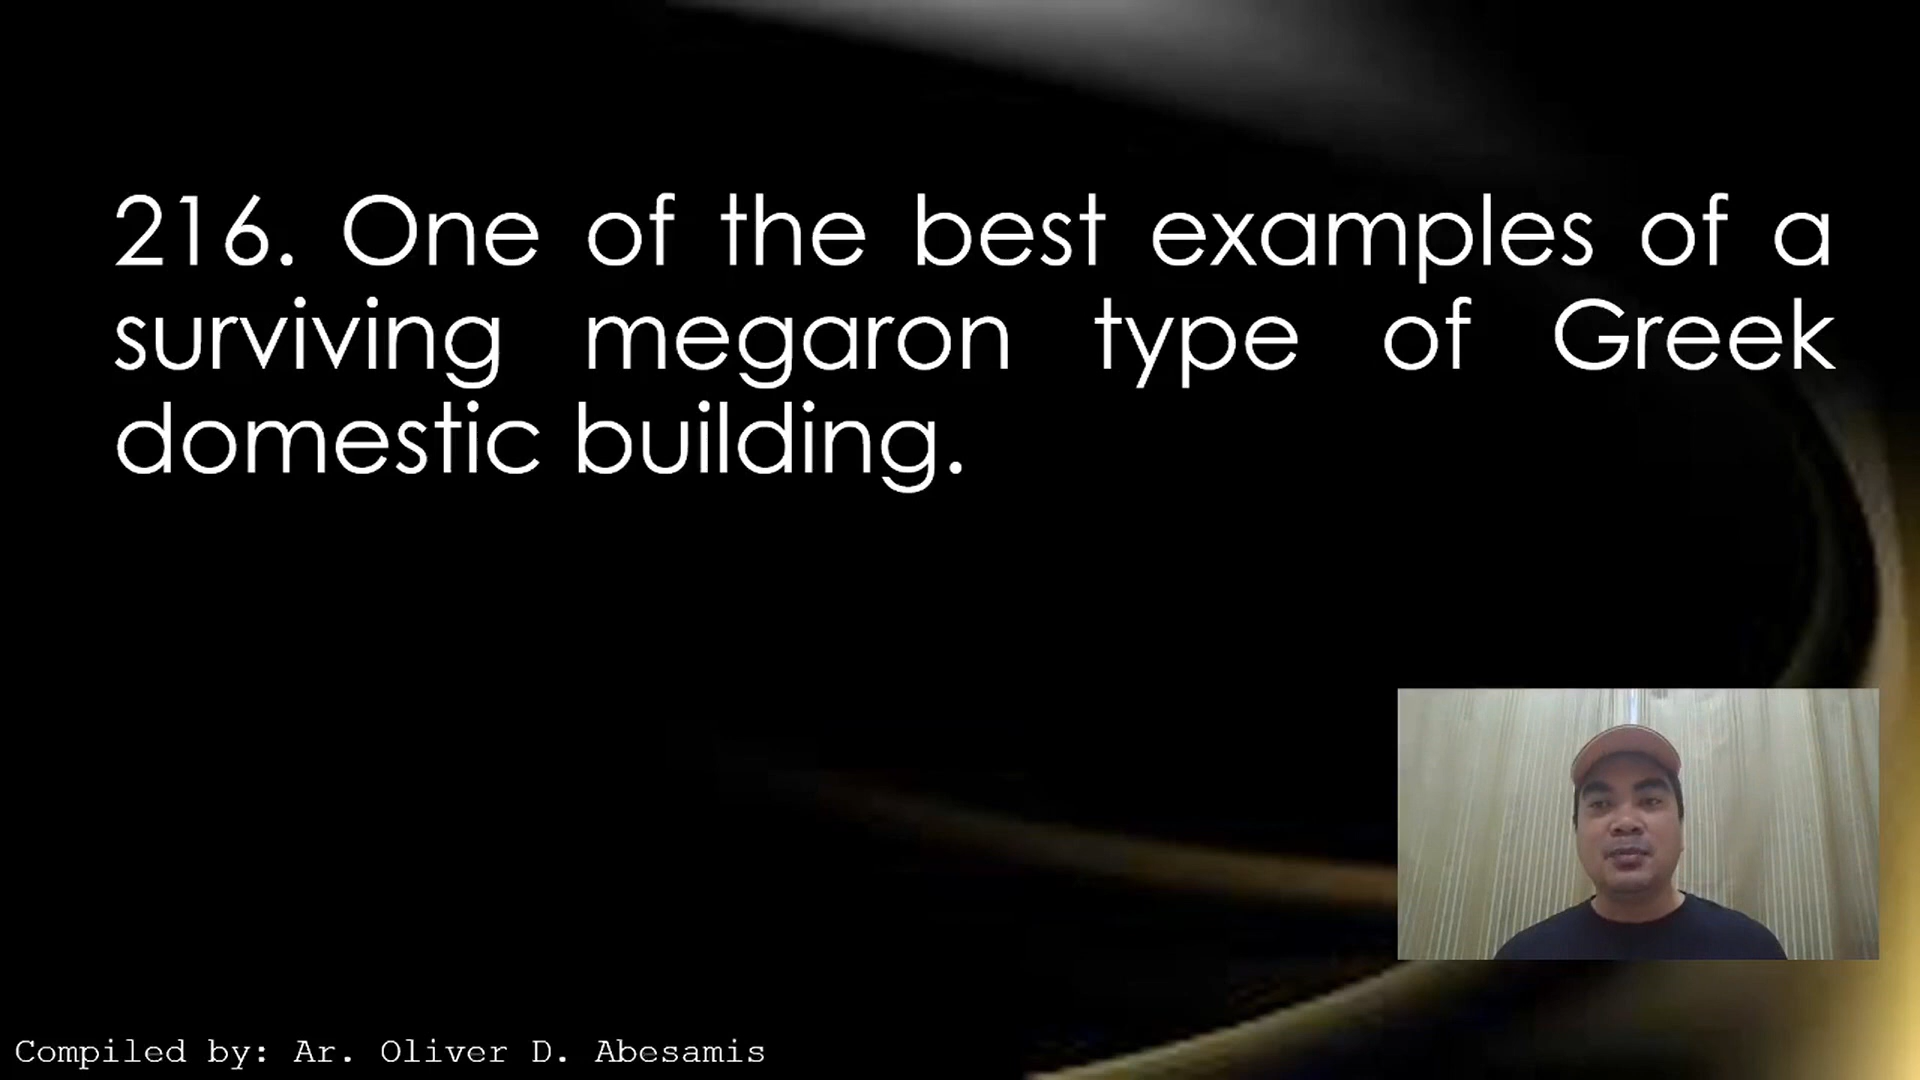 216. One of the best examples of a
surviving megaron type of Greek
domestic building.
Compiled by: Ar. Oliver D. Abesamis